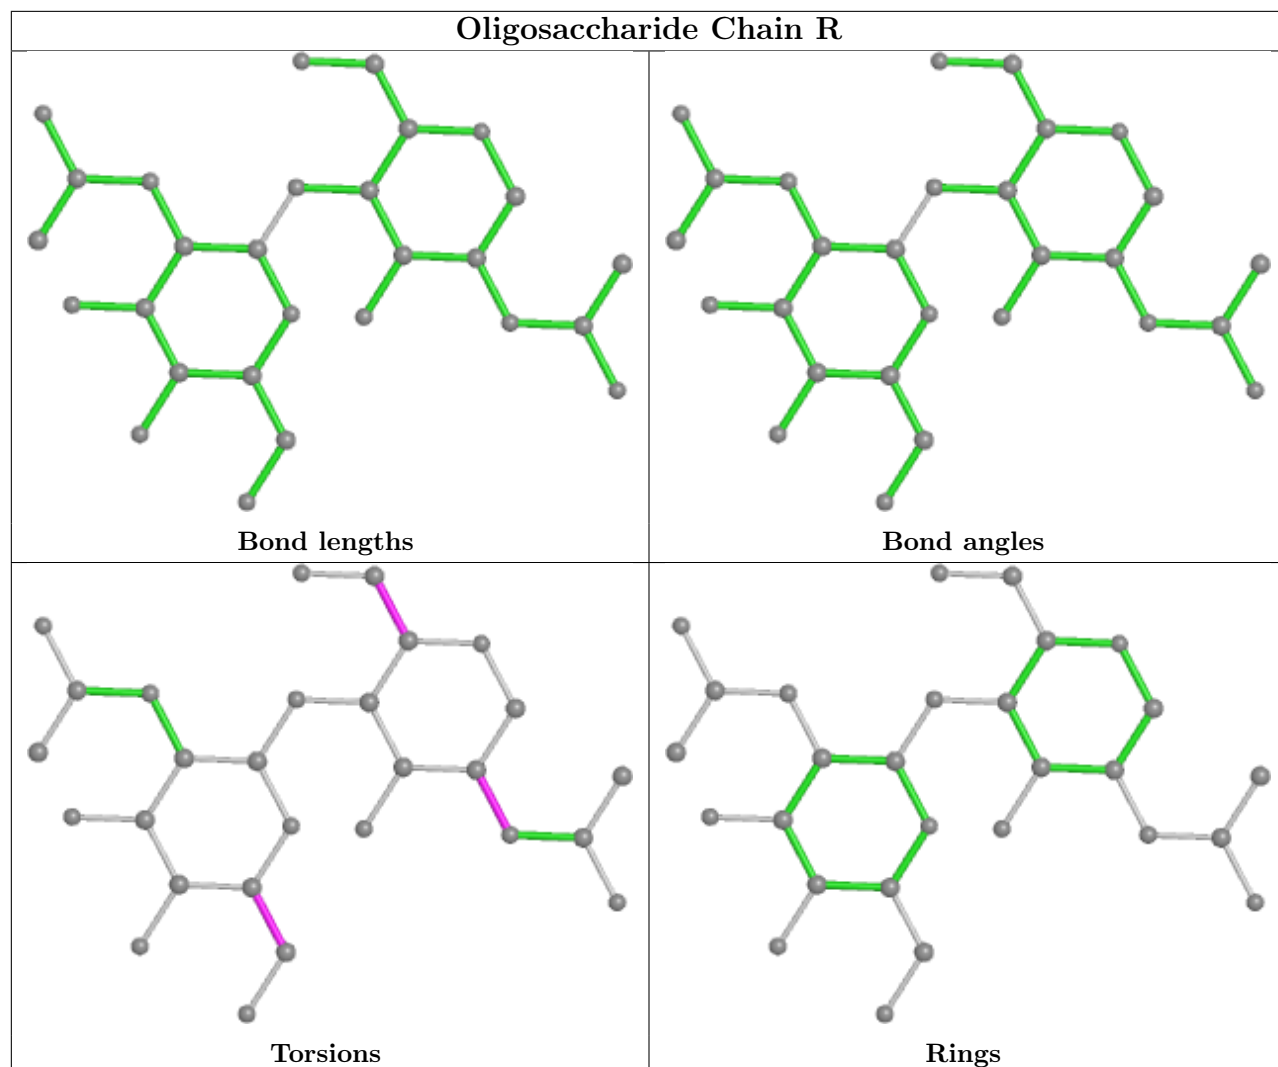 Oligosaccharide Chain R
Bond lengths
Bond angles
Torsions
Rings